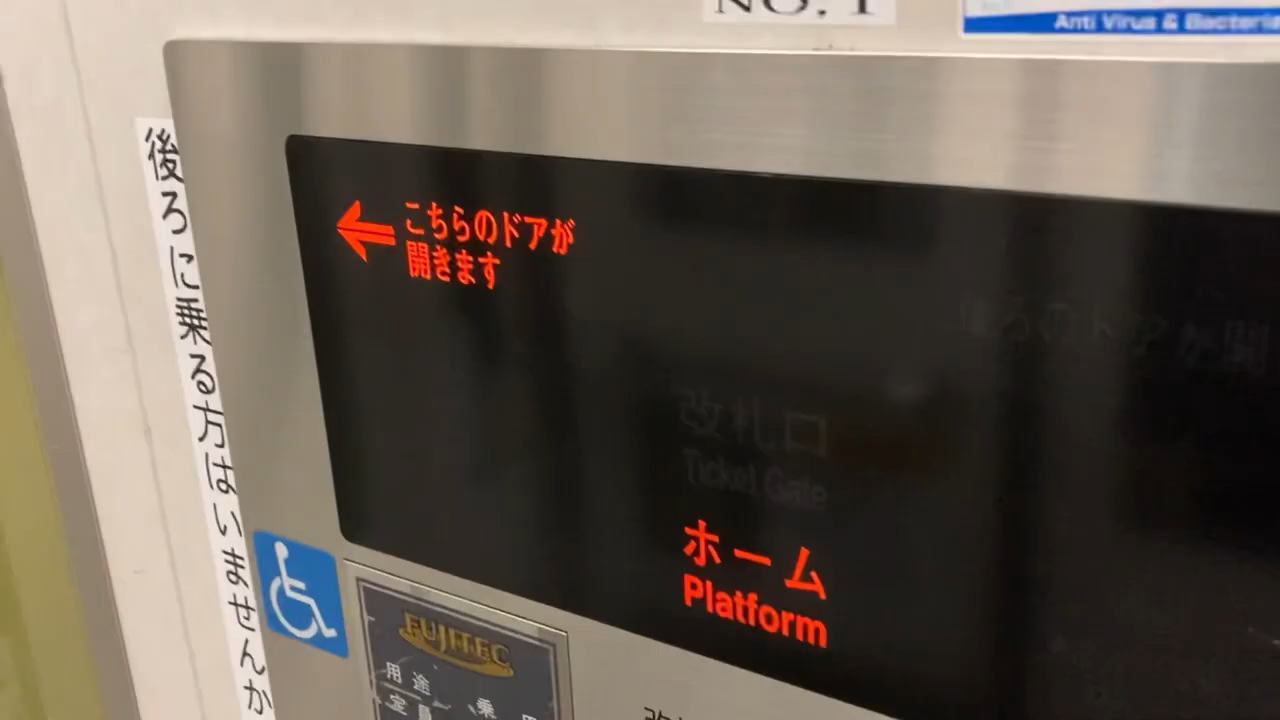 NO. 1
Anti Virus & Bacteria
後ろに乗る方はいませんか
こちらのドアが
開きます
改札口
Ticket Gate
ホーム
Platform
FUJITEC
用途 乗用
定員